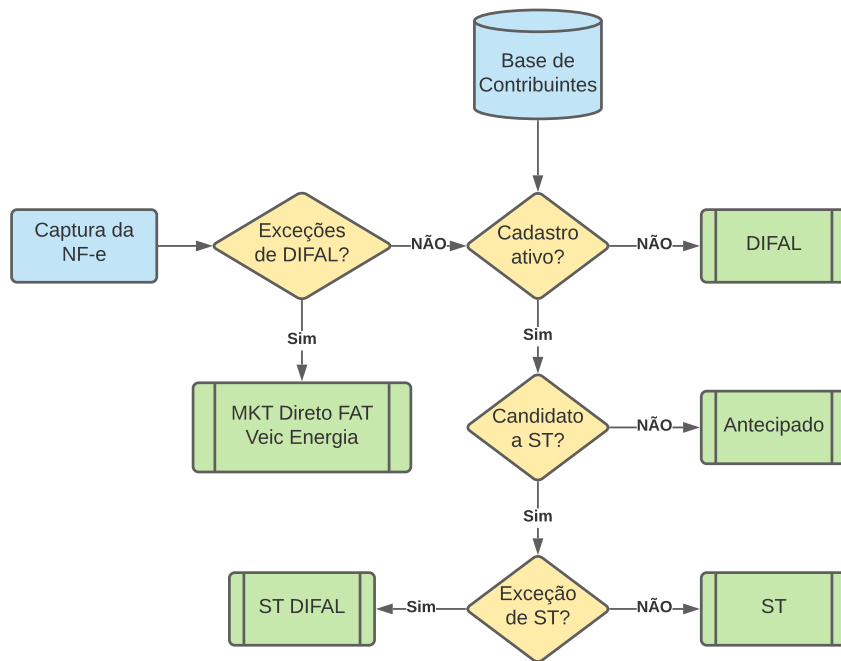 Base de
Contribuintes
Captura da
NF-e
Exceções
de DIFAL?
NÃO
Cadastro
ativo?
NÃO
DIFAL
Sim
Sim
MKT Direto FAT
Veic Energia
Candidato
a ST?
NÃO
Antecipado
Sim
ST DIFAL
Sim
Exceção
de ST?
NÃO
ST